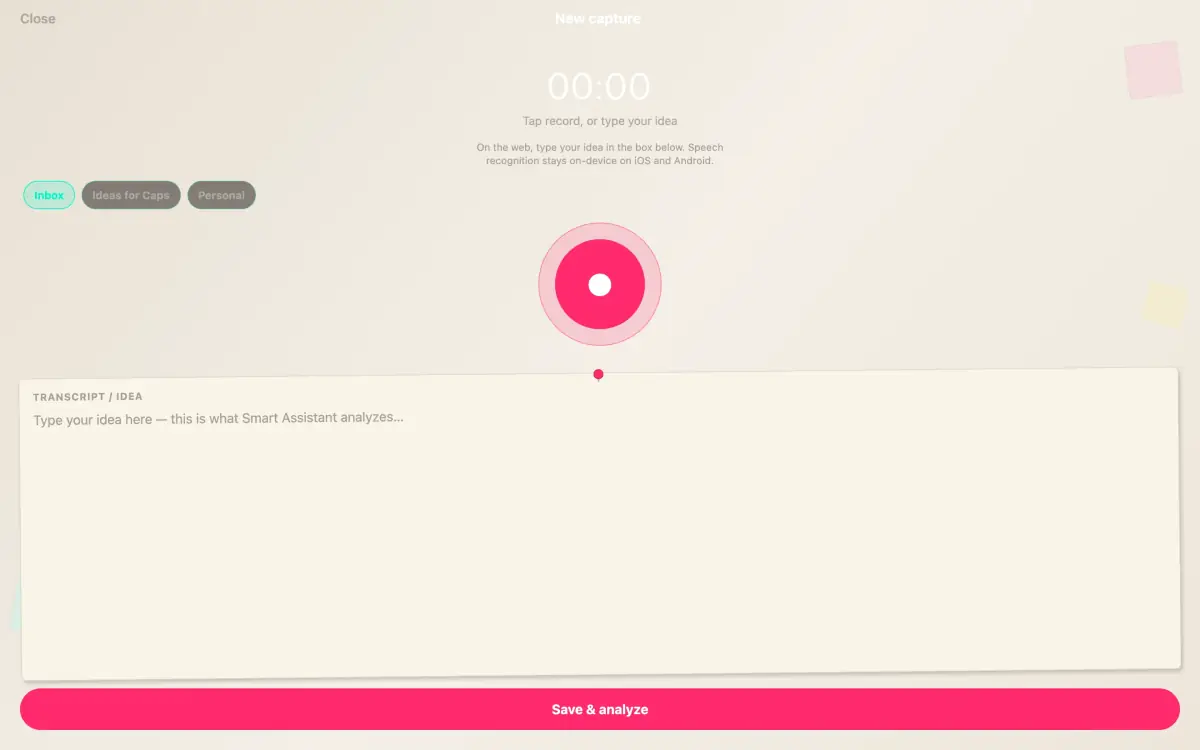 Close
New capture
00:00
Tap record, or type your idea
On the web, type your idea in the box below. Speech
recognition stays on-device on iOS and Android.
Inbox
Ideas for Caps
Personal
TRANSCRIPT / IDEA
Type your idea here — this is what Smart Assistant analyzes...
Save & analyze